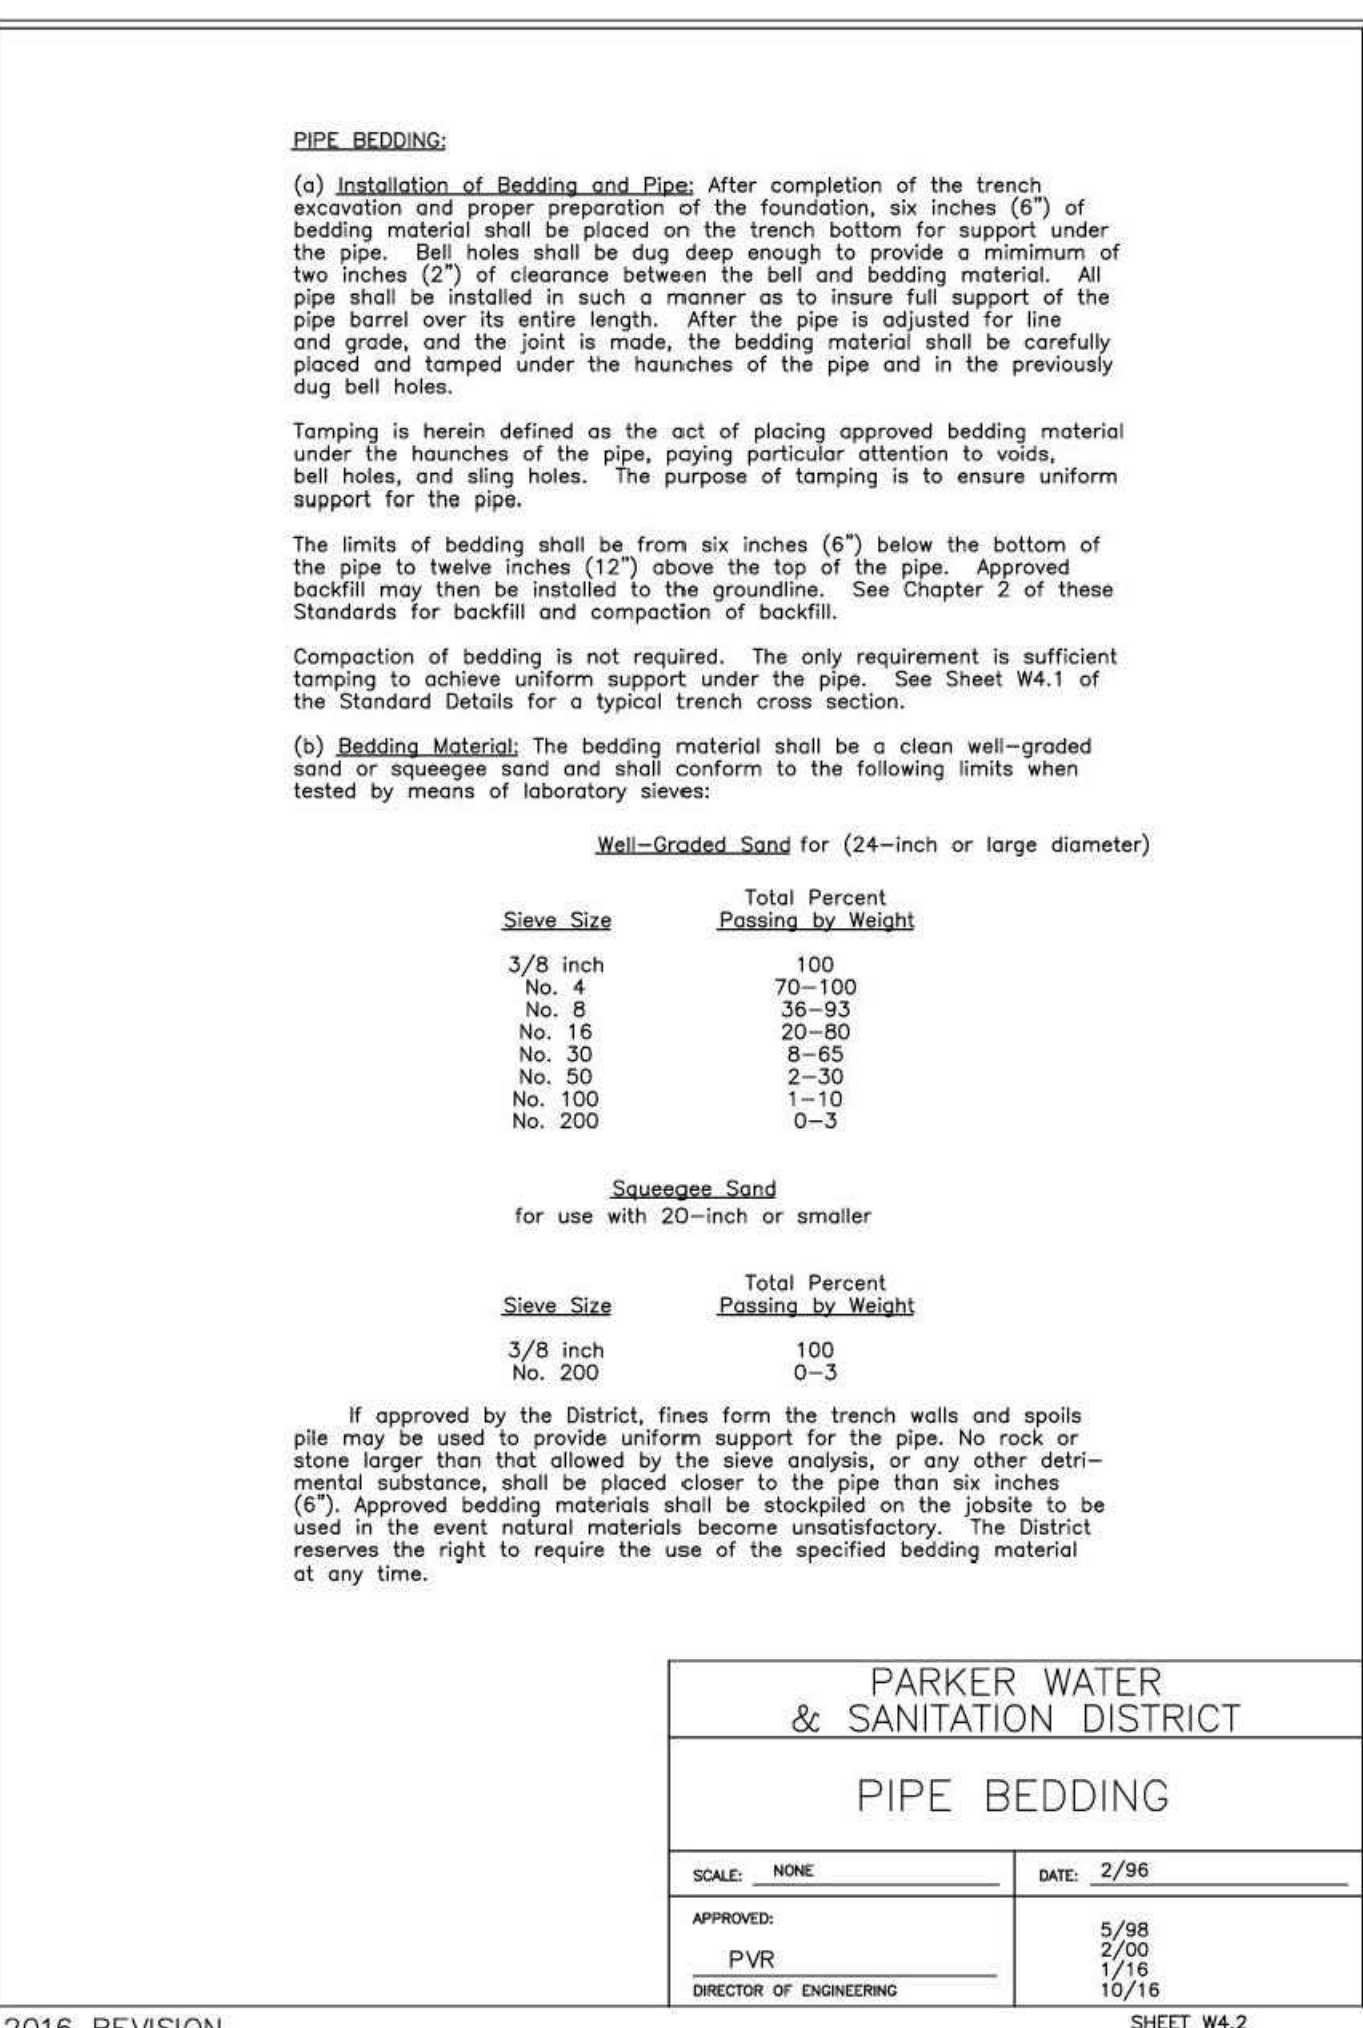 PIPE BEDDING:
(a) Installation of Bedding and Pipe: After completion of the trench
excavation and proper preparation of the foundation, six inches (6") of
bedding material shall be placed on the trench bottom for support under
the pipe. Bell holes shall be dug deep enough to provide a mimimum of
two inches (2") of clearance between the bell and bedding material. All
pipe shall be installed in such a manner as to insure full support of the
pipe barrel over its entire length. After the pipe is adjusted for line
and grade, and the joint is made, the bedding material shall be carefully
placed and tamped under the haunches of the pipe and in the previously
dug bell holes.
Tamping is herein defined as the act of placing approved bedding material
under the haunches of the pipe, paying particular attention to voids,
bell holes, and sling holes. The purpose of tamping is to ensure uniform
support for the pipe.
The limits of bedding shall be from six inches (6") below the bottom of
the pipe to twelve inches (12") above the top of the pipe. Approved
backfill may then be installed to the groundline. See Chapter 2 of these
Standards for backfill and compaction of backfill.
Compaction of bedding is not required. The only requirement is sufficient
tamping to achieve uniform support under the pipe. See Sheet W4.1 of
the Standard Details for a typical trench cross section.
(b) Bedding Material: The bedding material shall be a clean well-graded
sand or squeegee sand and shall conform to the following limits when
tested by means of laboratory sieves:
Well-Graded Sand for (24-inch or large diameter)
Total Percent
Sieve Size Passing by Weight
3/8 inch 100
No. 4 70-100
No. 8 36-93
No. 16 20-80
No. 30 8-65
No. 50 2-30
No. 100 1-10
No. 200 0-3
Squeegee Sand
for use with 20-inch or smaller
Total Percent
Sieve Size Passing by Weight
3/8 inch 100
No. 200 0-3
If approved by the District, fines form the trench walls and spoils
pile may be used to provide uniform support for the pipe. No rock or
stone larger than that allowed by the sieve analysis, or any other detri-
mental substance, shall be placed closer to the pipe than six inches
(6"). Approved bedding materials shall be stockpiled on the jobsite to be
used in the event natural materials become unsatisfactory. The District
reserves the right to require the use of the specified bedding material
at any time.
PARKER WATER
& SANITATION DISTRICT
PIPE BEDDING
SCALE: NONE
DATE: 2/96
APPROVED:
PVR
DIRECTOR OF ENGINEERING
5/98
2/00
1/16
10/16
2016 REVISION
SHEET W4.2